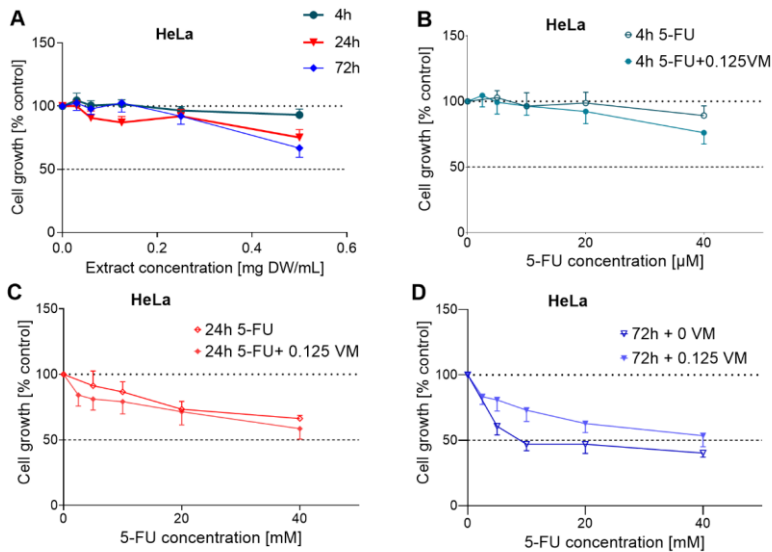 A
HeLa
4h
24h
72h
150
100
50
0
0.0
0.2
0.4
0.6
Cell growth [% control]
Extract concentration [mg DW/mL]
B
HeLa
4h 5-FU
4h 5-FU+0.125VM
150
100
50
0
0
20
40
Cell growth [% control]
5-FU concentration [µM]
C
HeLa
24h 5-FU
24h 5-FU+ 0.125 VM
150
100
50
0
0
20
40
Cell growth [% control]
5-FU concentration [mM]
D
HeLa
72h + 0 VM
72h + 0.125 VM
150
100
50
0
0
20
40
Cell growth [% control]
5-FU concentration [mM]